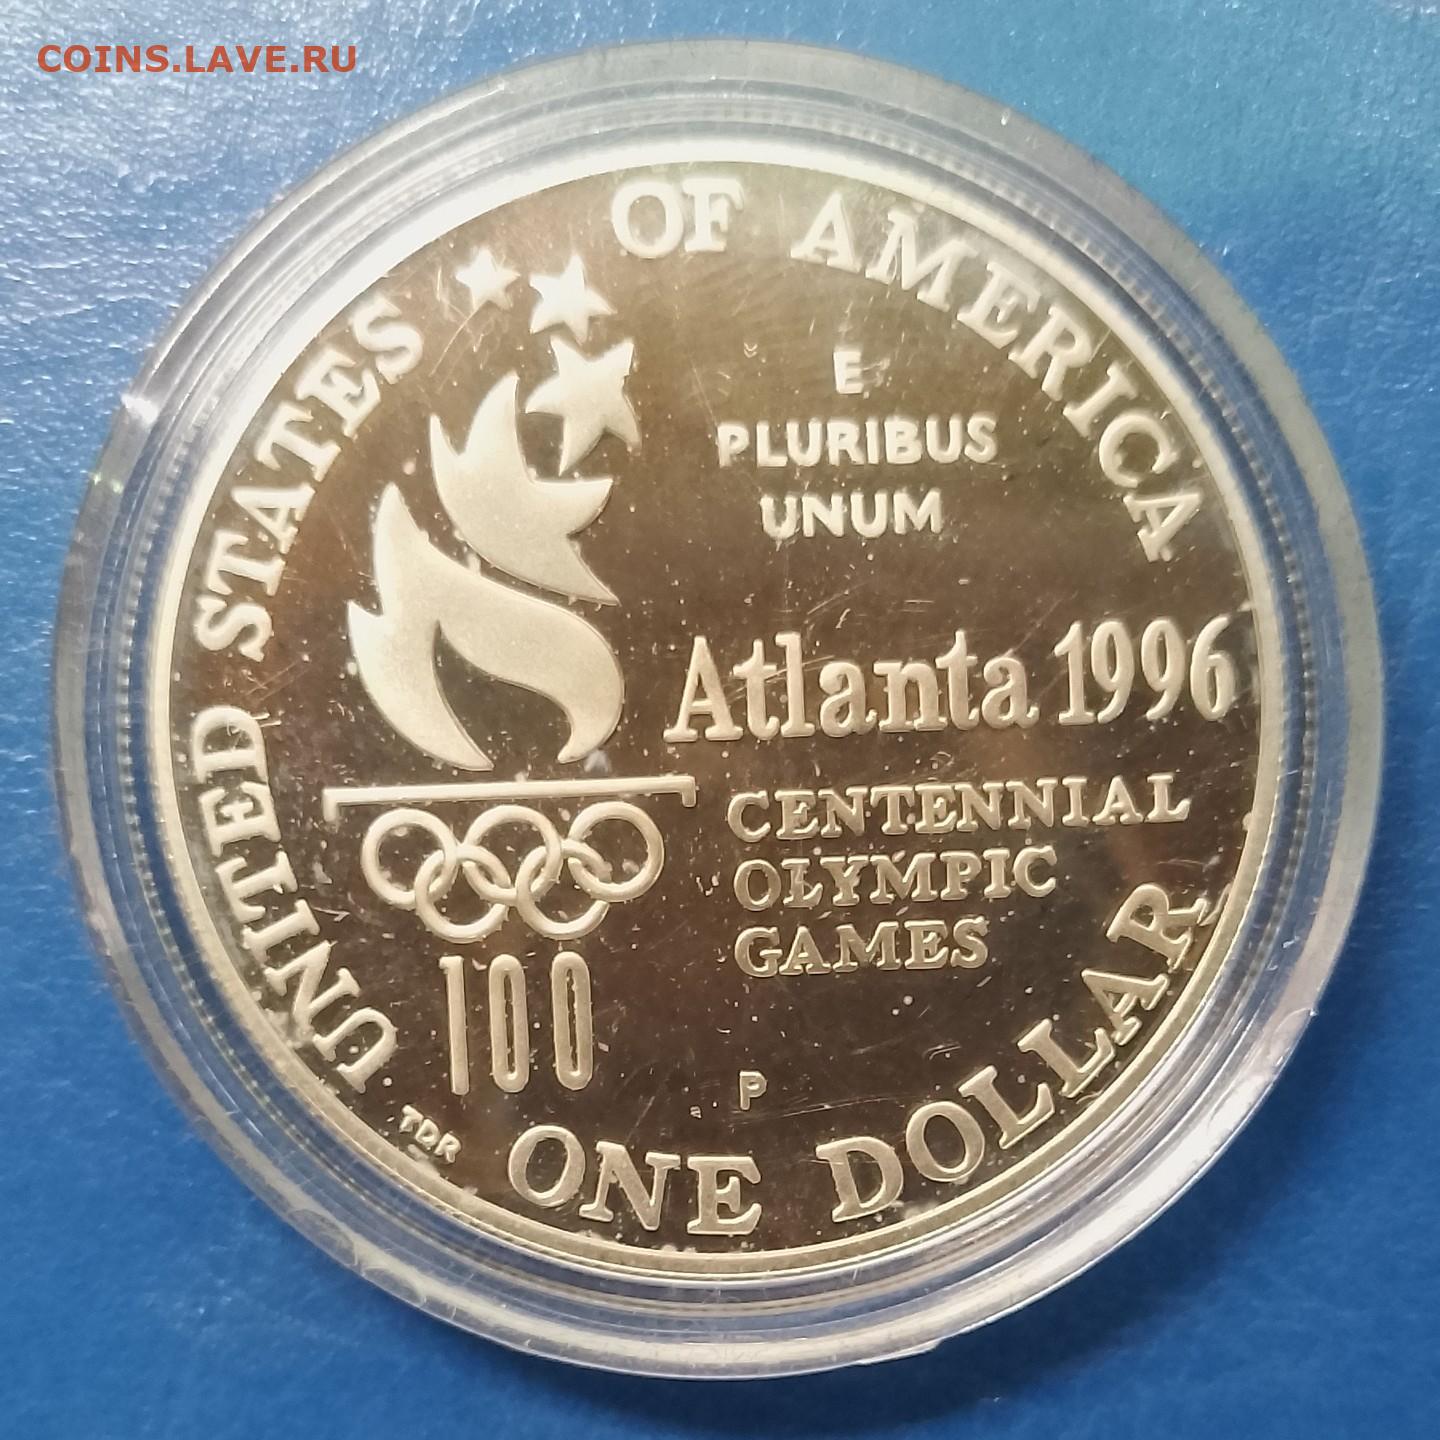 COINS.LAVE.RU
UNITED STATES OF AMERICA
E
PLURIBUS
UNUM
Atlanta 1996
CENTENNIAL
OLYMPIC
GAMES
100
P
TDR
ONE DOLLAR